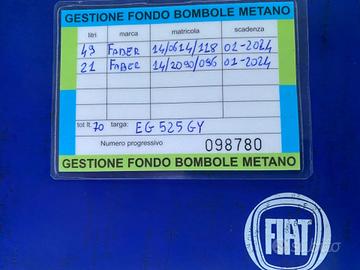 GESTIONE FONDO BOMBOLE METANO
litri marca matricola scadenza
49 FABER 14/0614/118 01-2024
21 FABER 14/2090/096 01-2024
tot lt. 70 targa: EG 525 GY
Numero progressivo 098780
GESTIONE FONDO BOMBOLE METANO
FIAT